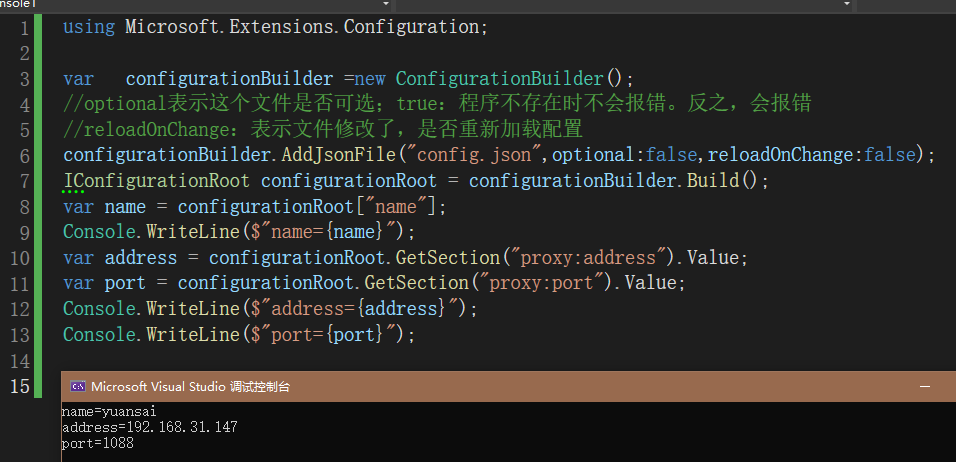 nsole1
1 using Microsoft.Extensions.Configuration;
2
3 var   configurationBuilder =new ConfigurationBuilder();
4 //optional表示这个文件是否可选；true：程序不存在时不会报错。反之，会报错
5 //reloadOnChange：表示文件修改了，是否重新加载配置
6 configurationBuilder.AddJsonFile("config.json",optional:false,reloadOnChange:false);
7 IConfigurationRoot configurationRoot = configurationBuilder.Build();
8 var name = configurationRoot["name"];
9 Console.WriteLine($"name={name}");
10 var address = configurationRoot.GetSection("proxy:address").Value;
11 var port = configurationRoot.GetSection("proxy:port").Value;
12 Console.WriteLine($"address={address}");
13 Console.WriteLine($"port={port}");
14
15
Microsoft Visual Studio 调试控制台
name=yuansai
address=192.168.31.147
port=1088